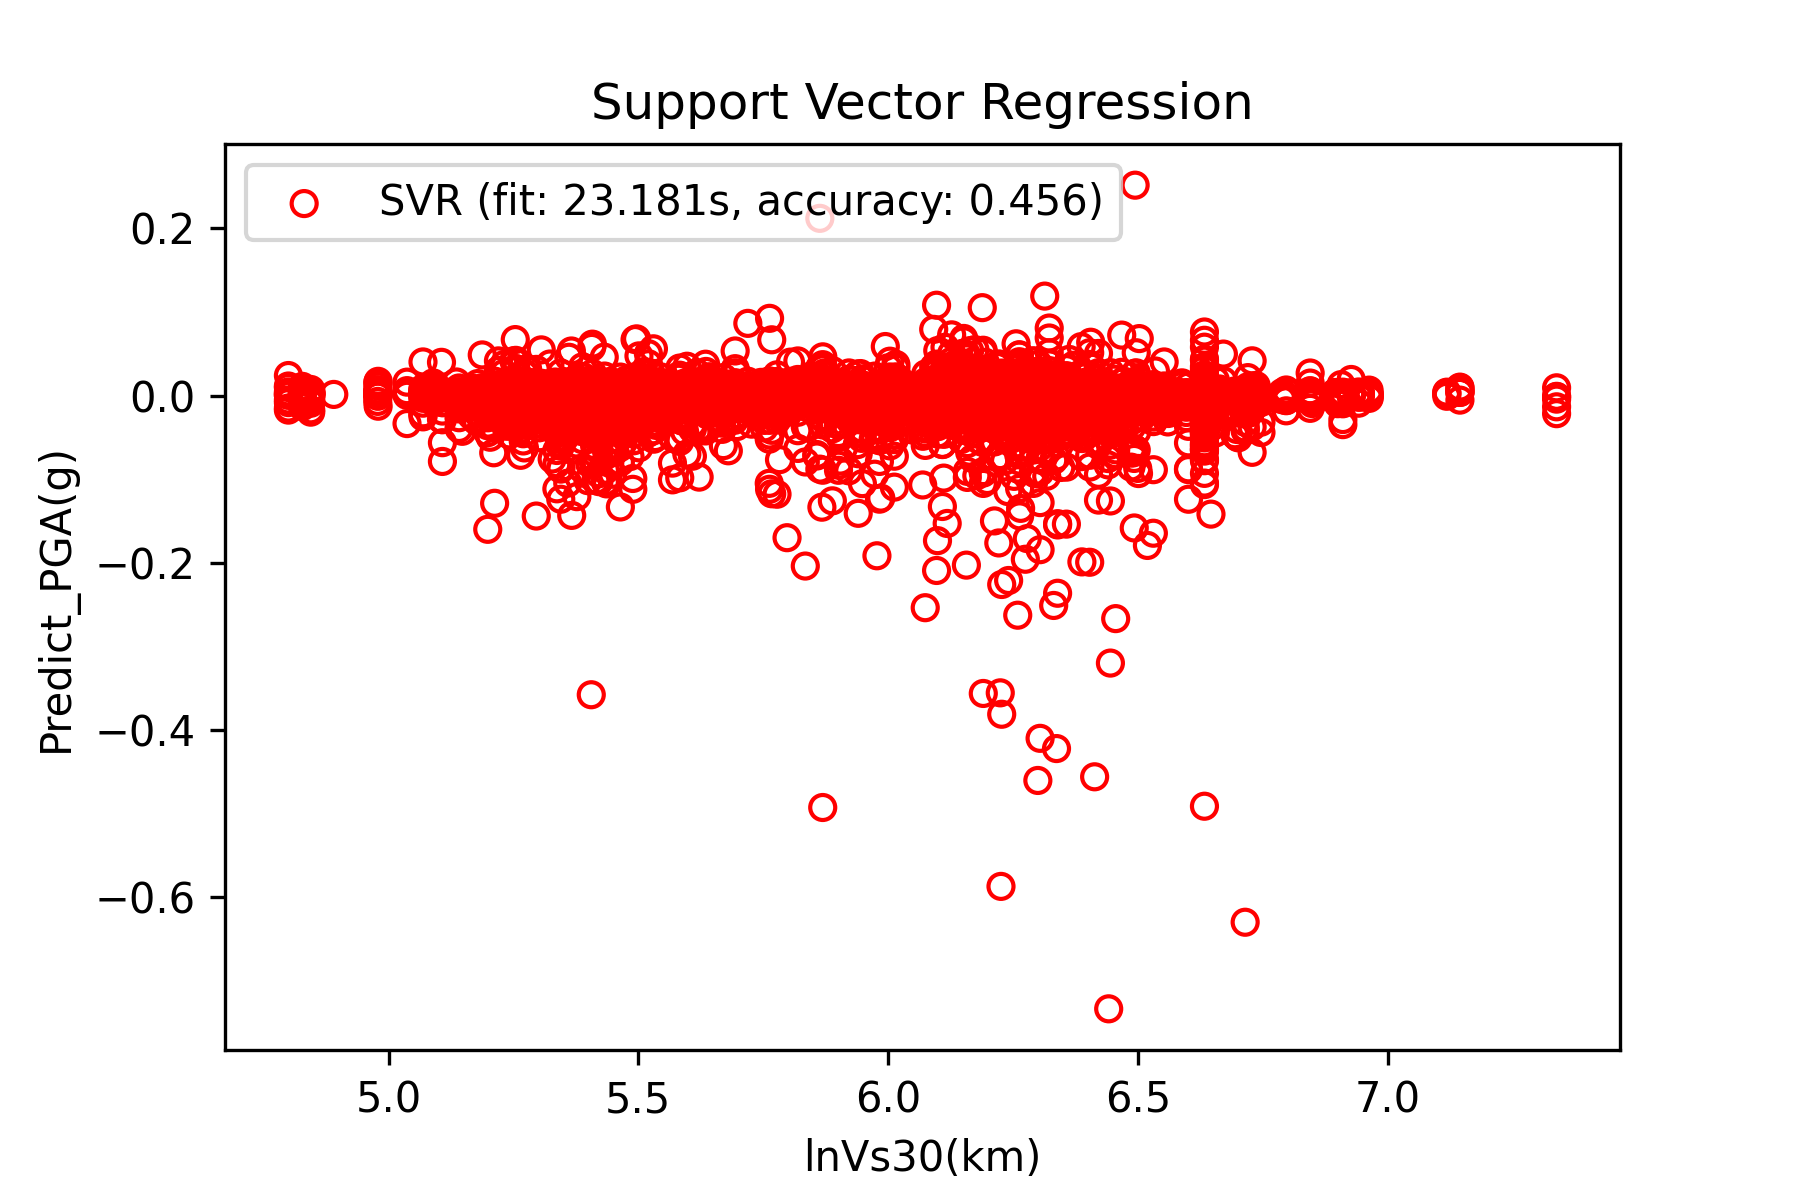 Support Vector Regression
SVR (fit: 23.181s, accuracy: 0.456)
Predict_PGA(g)
0.2
0.0
−0.2
−0.4
−0.6
5.0 5.5 6.0 6.5 7.0
lnVs30(km)